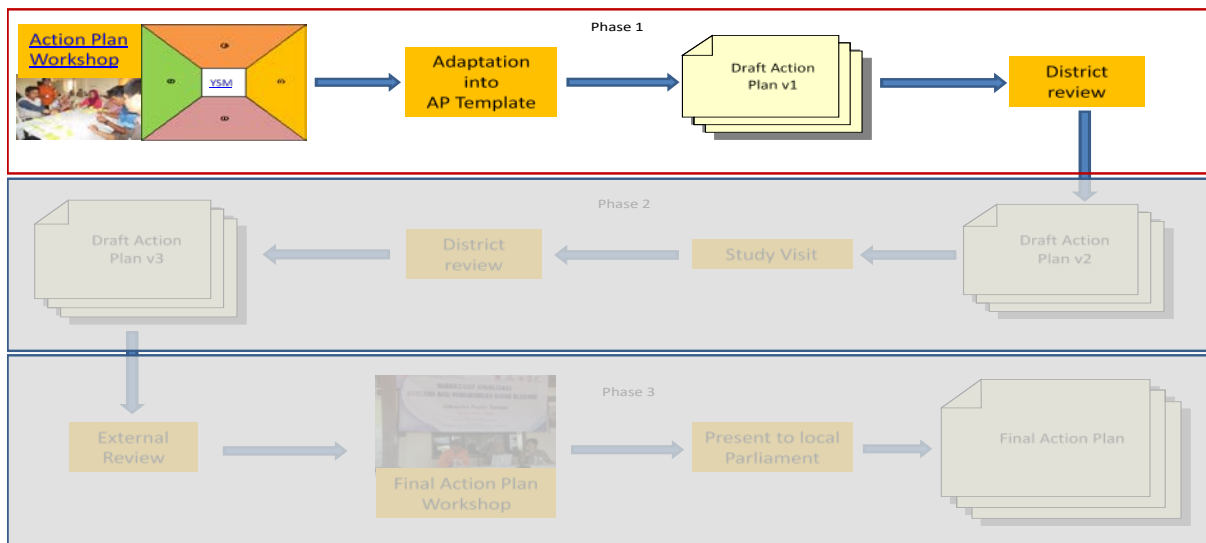 Phase 1
Action Plan
Workshop
YSM
Adaptation
into
AP Template
Draft Action
Plan v1
District
review
Phase 2
Draft Action
Plan v3
District
review
Study Visit
Draft Action
Plan v2
Phase 3
External
Review
Final Action Plan
Workshop
Present to local
Parliament
Final Action Plan